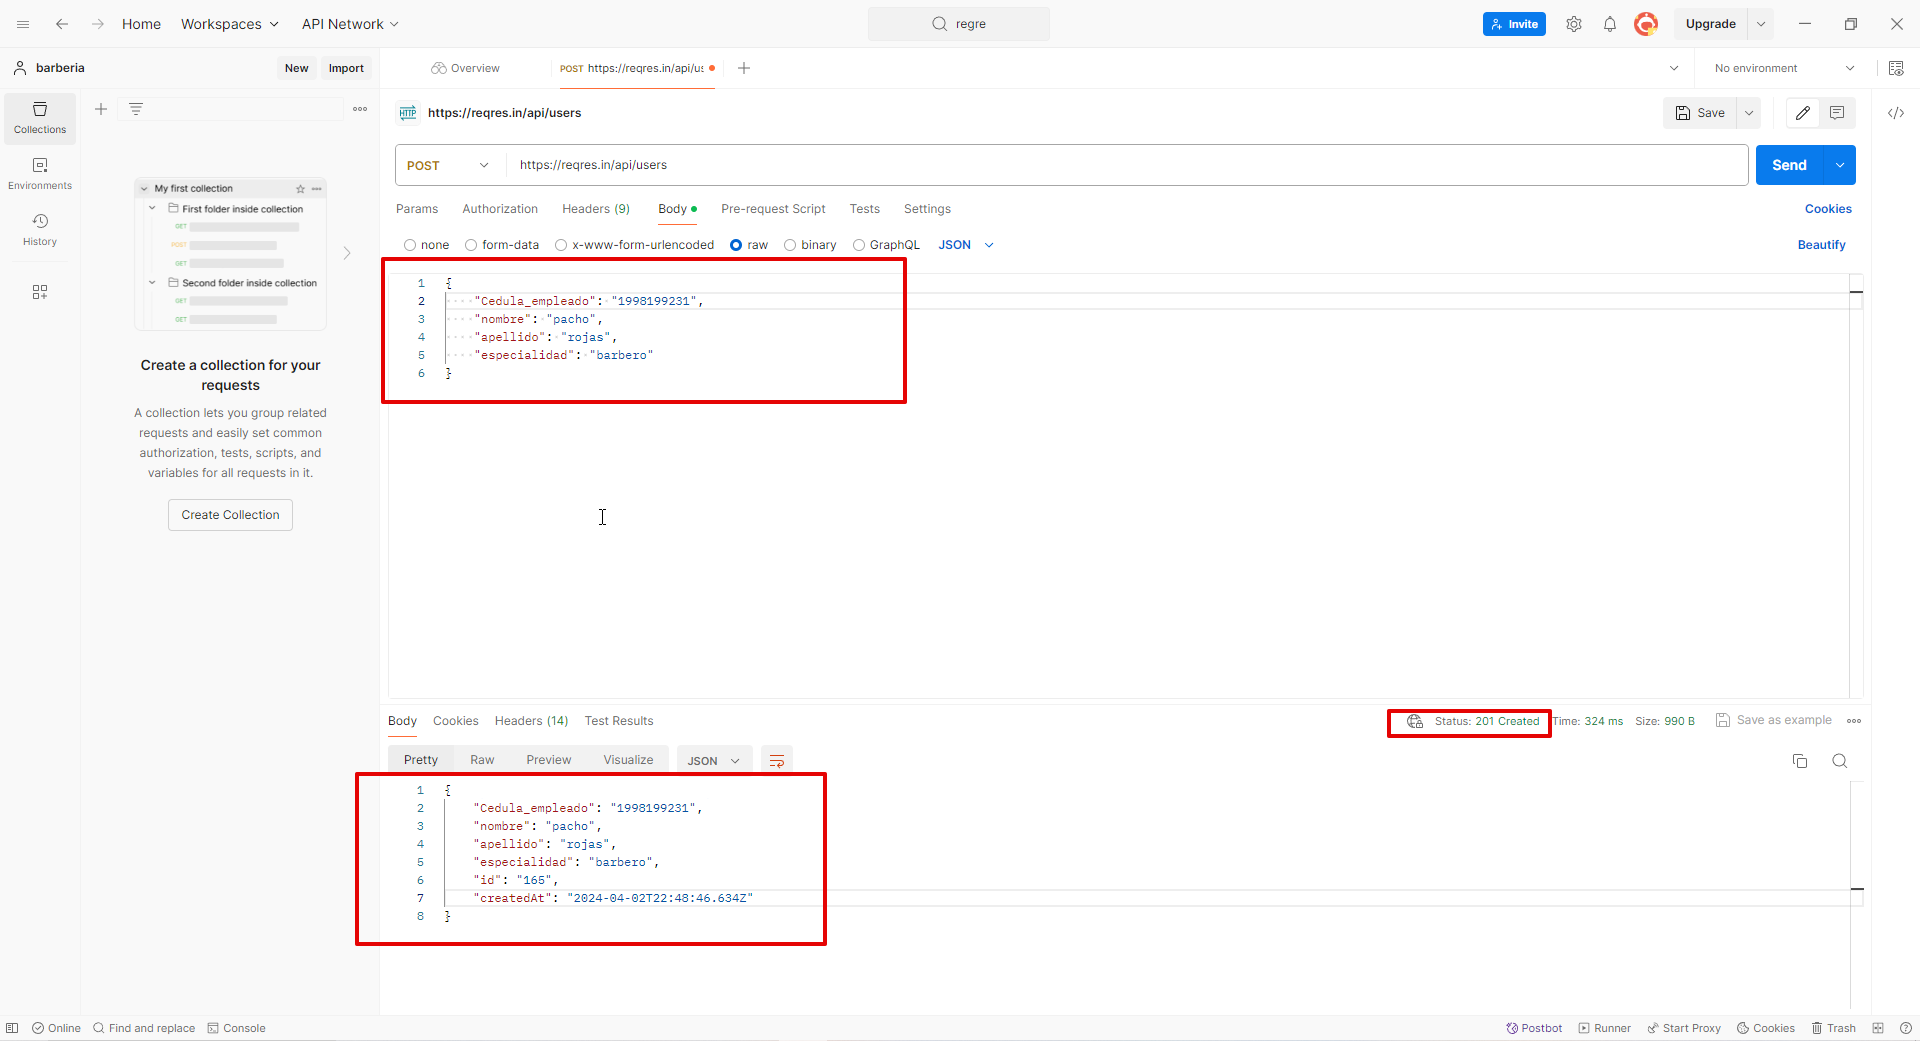 Home Workspaces API Network regre Invite Upgrade
barberia New Import Overview POST https://reqres.in/api/us No environment
Collections
Environments
History
My first collection
First folder inside collection
GET
POST
GET
Second folder inside collection
GET
GET
Create a collection for your
requests
A collection lets you group related
requests and easily set common
authorization, tests, scripts, and
variables for all requests in it.
Create Collection
HTTP https://reqres.in/api/users Save
POST https://reqres.in/api/users Send
Params Authorization Headers (9) Body Pre-request Script Tests Settings Cookies
none form-data x-www-form-urlencoded raw binary GraphQL JSON Beautify
1 {
2 "Cedula_empleado": "1998199231",
3 "nombre": "pacho",
4 "apellido": "rojas",
5 "especialidad": "barbero"
6 }
Body Cookies Headers (14) Test Results Status: 201 Created Time: 324 ms Size: 990 B Save as example
Pretty Raw Preview Visualize JSON
1 {
2 "Cedula_empleado": "1998199231",
3 "nombre": "pacho",
4 "apellido": "rojas",
5 "especialidad": "barbero",
6 "id": "165",
7 "createdAt": "2024-04-02T22:48:46.634Z"
8 }
Online Find and replace Console Postbot Runner Start Proxy Cookies Trash